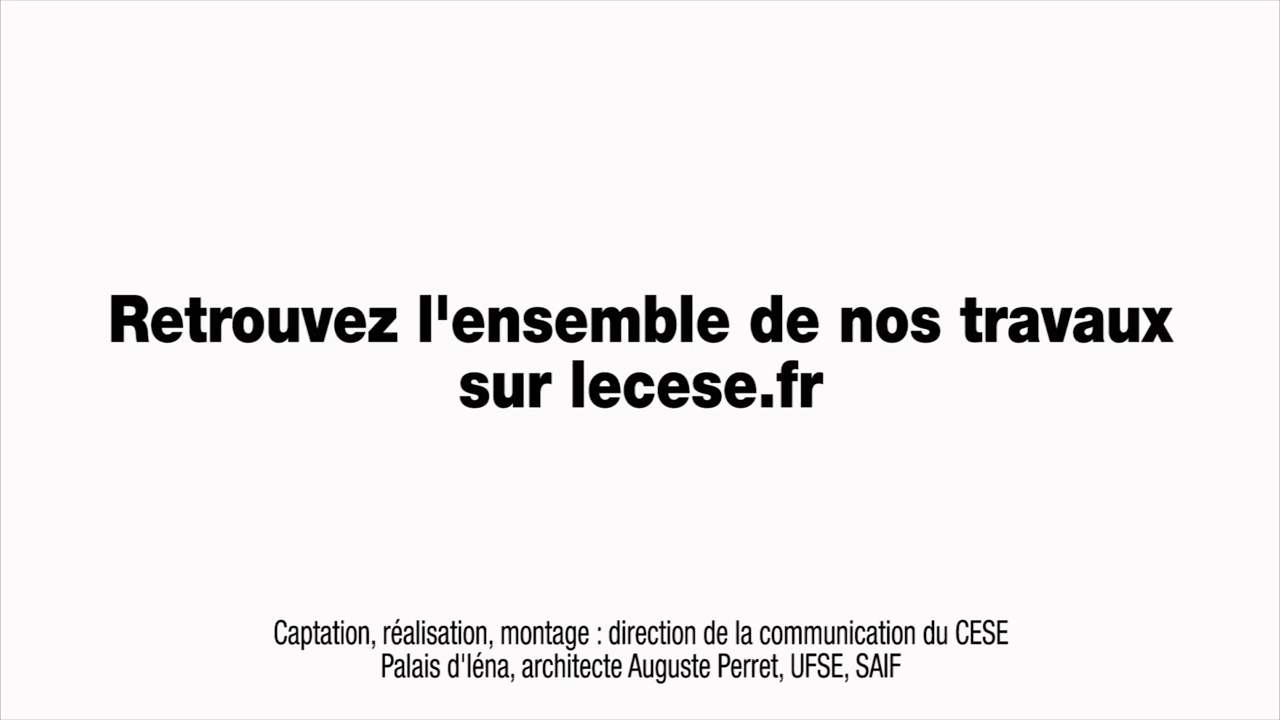 Retrouvez l'ensemble de nos travaux
sur lecese.fr
Captation, réalisation, montage : direction de la communication du CESE
Palais d'Iéna, architecte Auguste Perret, UFSE, SAIF